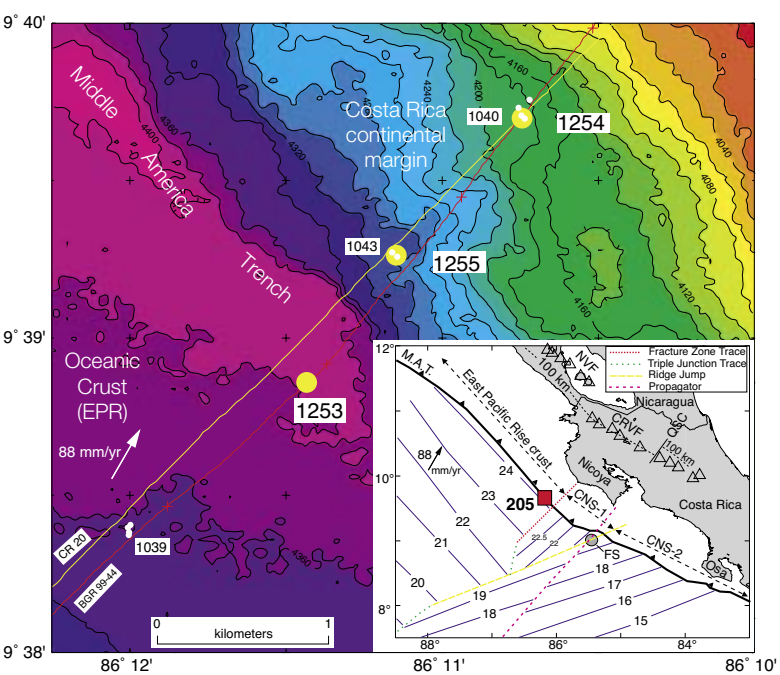 9˚ 40'
9˚ 39'
9˚ 38'
86˚ 12'
86˚ 11'
86˚ 10'
Middle
America
Trench
Costa Rica
continental
margin
Oceanic
Crust
(EPR)
88 mm/yr
1040
1254
1043
1255
1253
1039
CR 20
BGR 99-44
0
1
kilometers
4400
4360
4320
4240
4200
4160
4160
4120
4080
4040
4360
Fracture Zone Trace
Triple Junction Trace
Ridge Jump
Propagator
12˚
10˚
8˚
88˚
86˚
84˚
M.A.T.
East Pacific Rise crust
100 km
NVF
Nicaragua
CRVF
Q.S.C
100 km
Nicoya
Costa Rica
CNS-1
CNS-2
Osa
FS
205
88
mm/yr
24
23
22
21
20
22.5
22
19
18
18
17
16
15